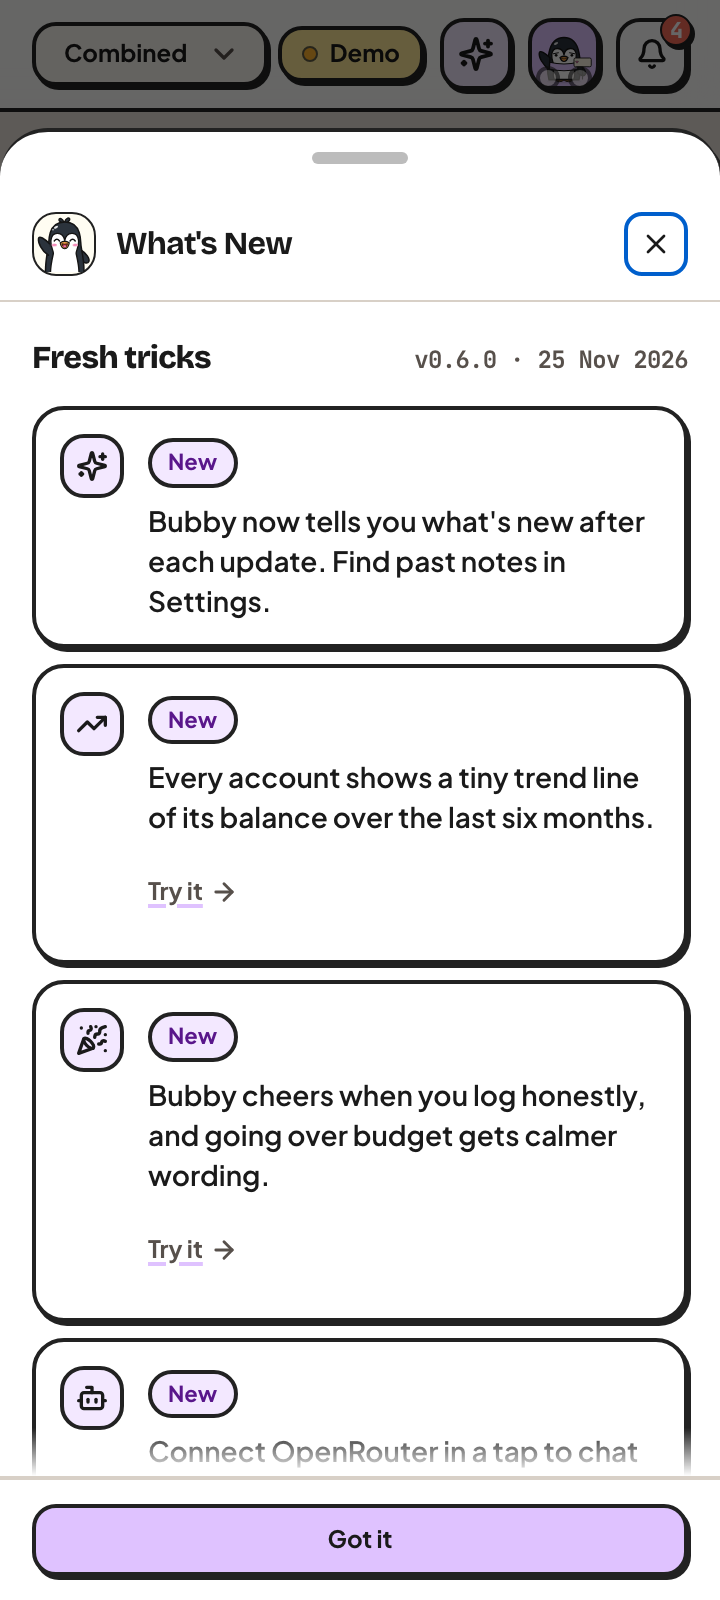 Combined
Demo
4
What's New
Fresh tricks
v0.6.0 · 25 Nov 2026
New
Bubby now tells you what's new after
each update. Find past notes in
Settings.
New
Every account shows a tiny trend line
of its balance over the last six months.
Try it →
New
Bubby cheers when you log honestly,
and going over budget gets calmer
wording.
Try it →
New
Connect OpenRouter in a tap to chat
Got it